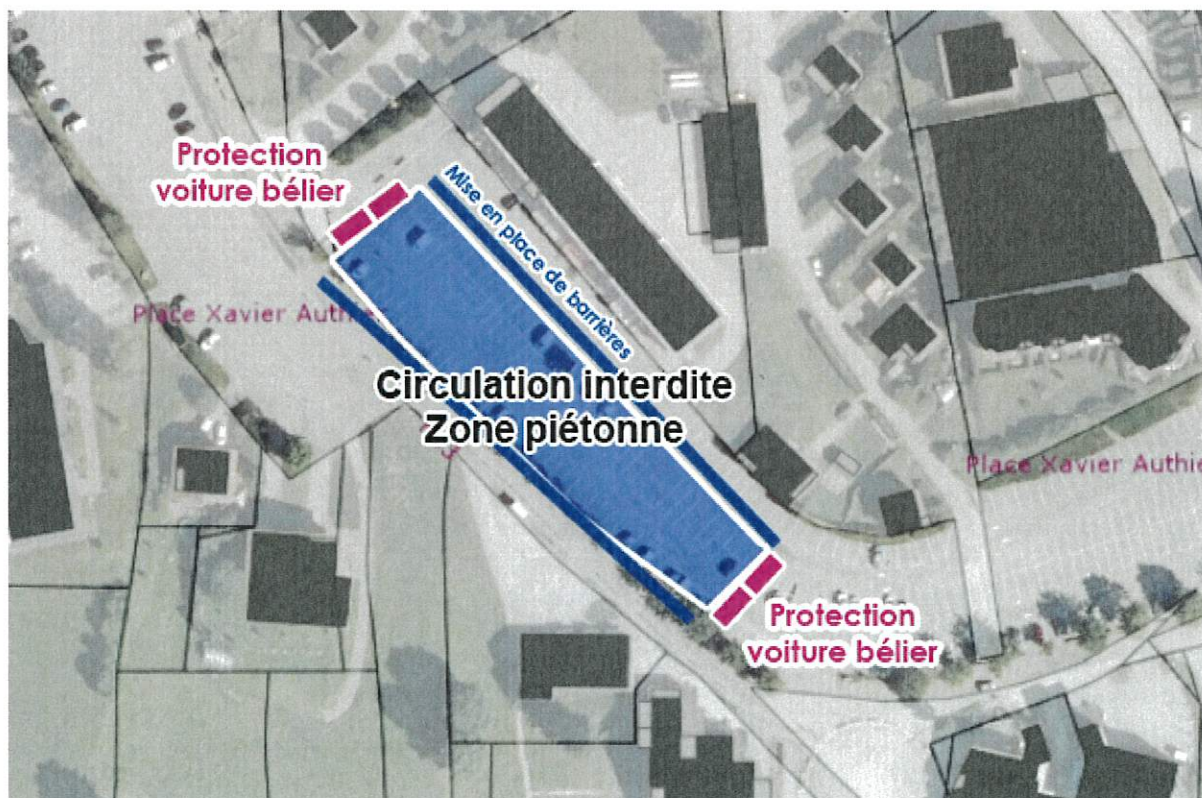 Protection
voiture bélier
Mise en place de barrières
Place Xavier Authie
Circulation interdite
Zone piétonne
Place Xavier Authie
Protection
voiture bélier